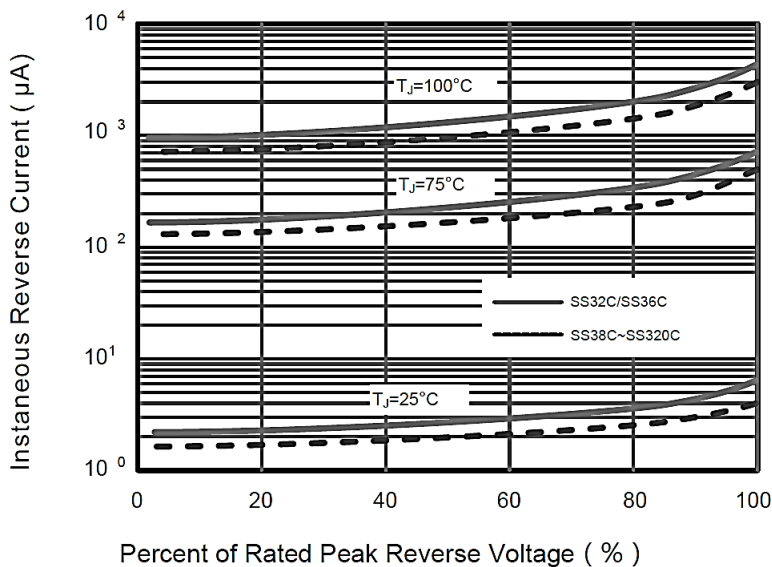 Instaneous Reverse Current ( μA)
10 4
10 3
10 2
10 1
10 0
TJ=100°C
TJ=75°C
SS32C/SS36C
SS38C~SS320C
TJ=25°C
0 20 40 60 80 100
Percent of Rated Peak Reverse Voltage ( % )